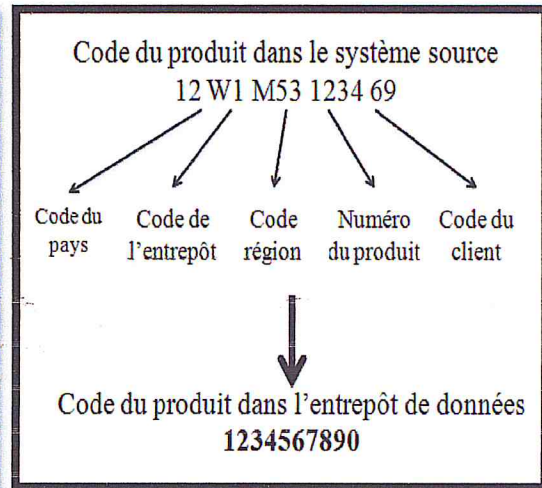 Code du produit dans le système source
12 W1 M53 1234 69
Code du pays
Code de l'entrepôt
Code région
Numéro du produit
Code du client
Code du produit dans l'entrepôt de données
1234567890